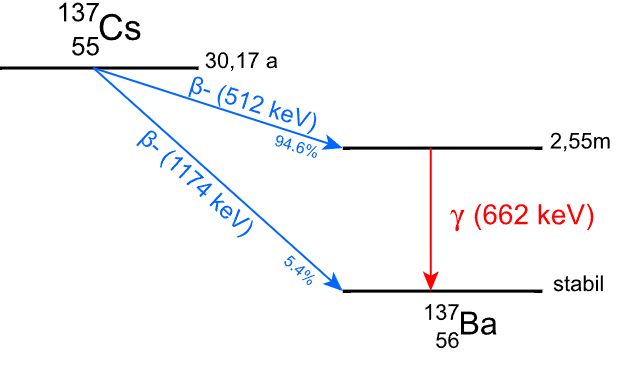 137
55Cs
30,17 a
β- (512 keV)
94.6%
2,55m
β- (1174 keV)
γ (662 keV)
5.4%
stabil
137
56Ba